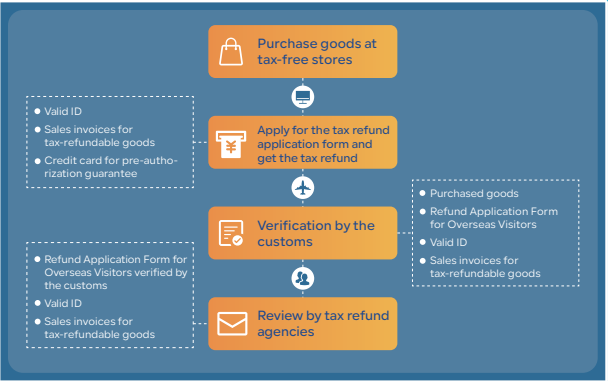 Purchase goods at
tax-free stores
Valid ID
Sales invoices for
tax-refundable goods
Credit card for pre-autho-
rization guarantee
¥
Apply for the tax refund
application form and
get the tax refund
Verification by the
customs
Purchased goods
Refund Application Form
for Overseas Visitors
Valid ID
Sales invoices for
tax-refundable goods
Refund Application Form for
Overseas Visitors verified by
the customs
Valid ID
Sales invoices for
tax-refundable goods
Review by tax refund
agencies